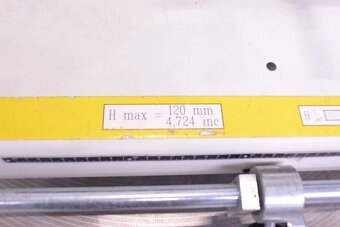 H max = 120 mm
4,724 inc
H